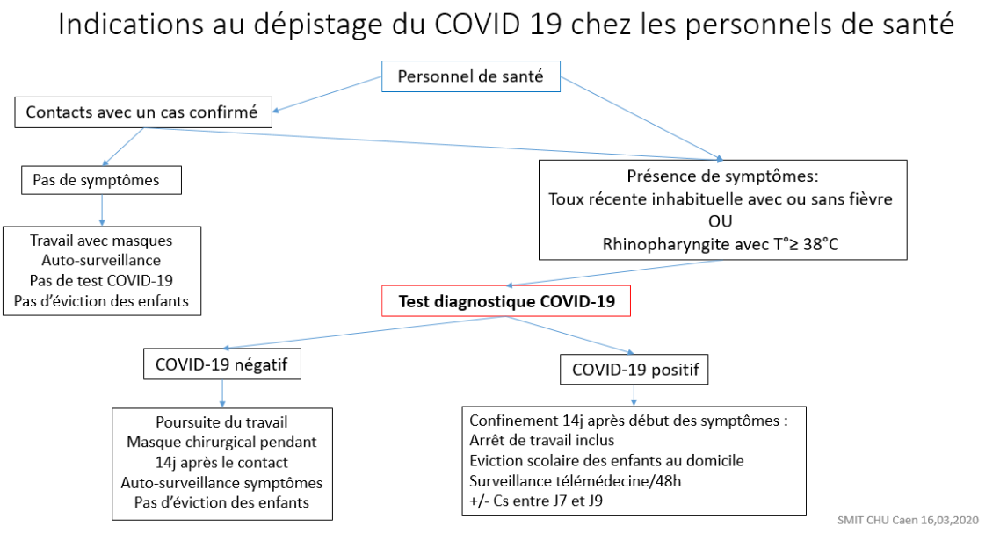 Indications au dépistage du COVID 19 chez les personnels de santé
Personnel de santé
Contacts avec un cas confirmé
Pas de symptômes
Présence de symptômes:
Toux récente inhabituelle avec ou sans fièvre
OU
Rhinopharyngite avec T°≥ 38°C
Travail avec masques
Auto-surveillance
Pas de test COVID-19
Pas d’éviction des enfants
Test diagnostique COVID-19
COVID-19 négatif
COVID-19 positif
Poursuite du travail
Masque chirurgical pendant
14j après le contact
Auto-surveillance symptômes
Pas d’éviction des enfants
Confinement 14j après début des symptômes :
Arrêt de travail inclus
Eviction scolaire des enfants au domicile
Surveillance télémédecine/48h
+/- Cs entre J7 et J9
SMIT CHU Caen 16,03,2020